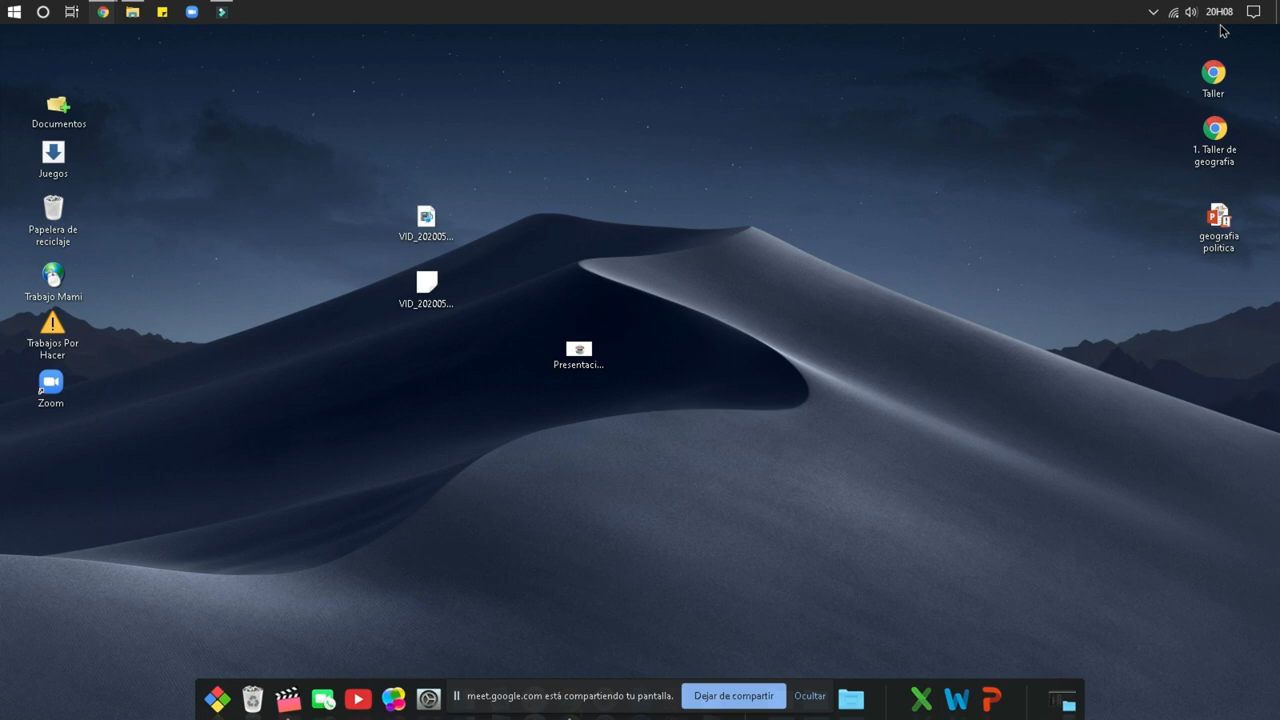 20H08
Taller
1. Taller de
geografia
geografia
politica
Documentos
Juegos
Papelera de
reciclaje
Trabajo Mami
Trabajos Por
Hacer
Zoom
VID_202005...
VID_202005...
Presentaci...
meet.google.com está compartiendo tu pantalla.
Dejar de compartir
Ocultar